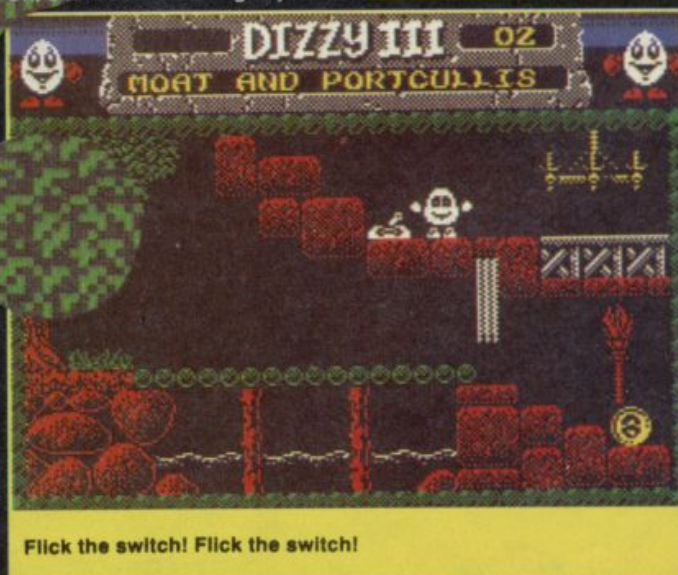 DIZZY III 02
MOAT AND PORTCULLIS
Flick the switch! Flick the switch!